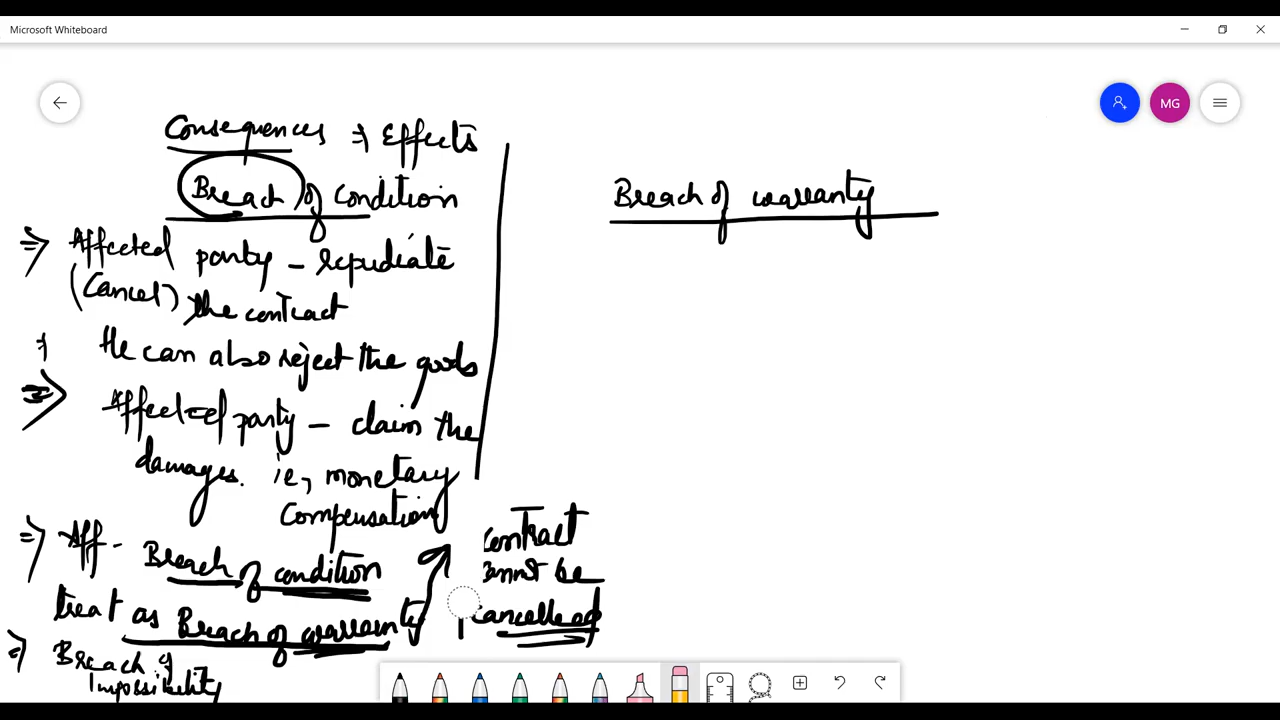 Microsoft Whiteboard
MG
Consequences => Effects
Breach of Condition
=> Affected party - repudiate
(Cancel) the contract
He can also reject the goods
=> Affected party - claim the
damages. ie, monetary
Compensation
=> Aff - Breach of condition
treat as Breach of warranty
=> Breach of
Impossibility
contract
cannot be
cancelled
Breach of warranty